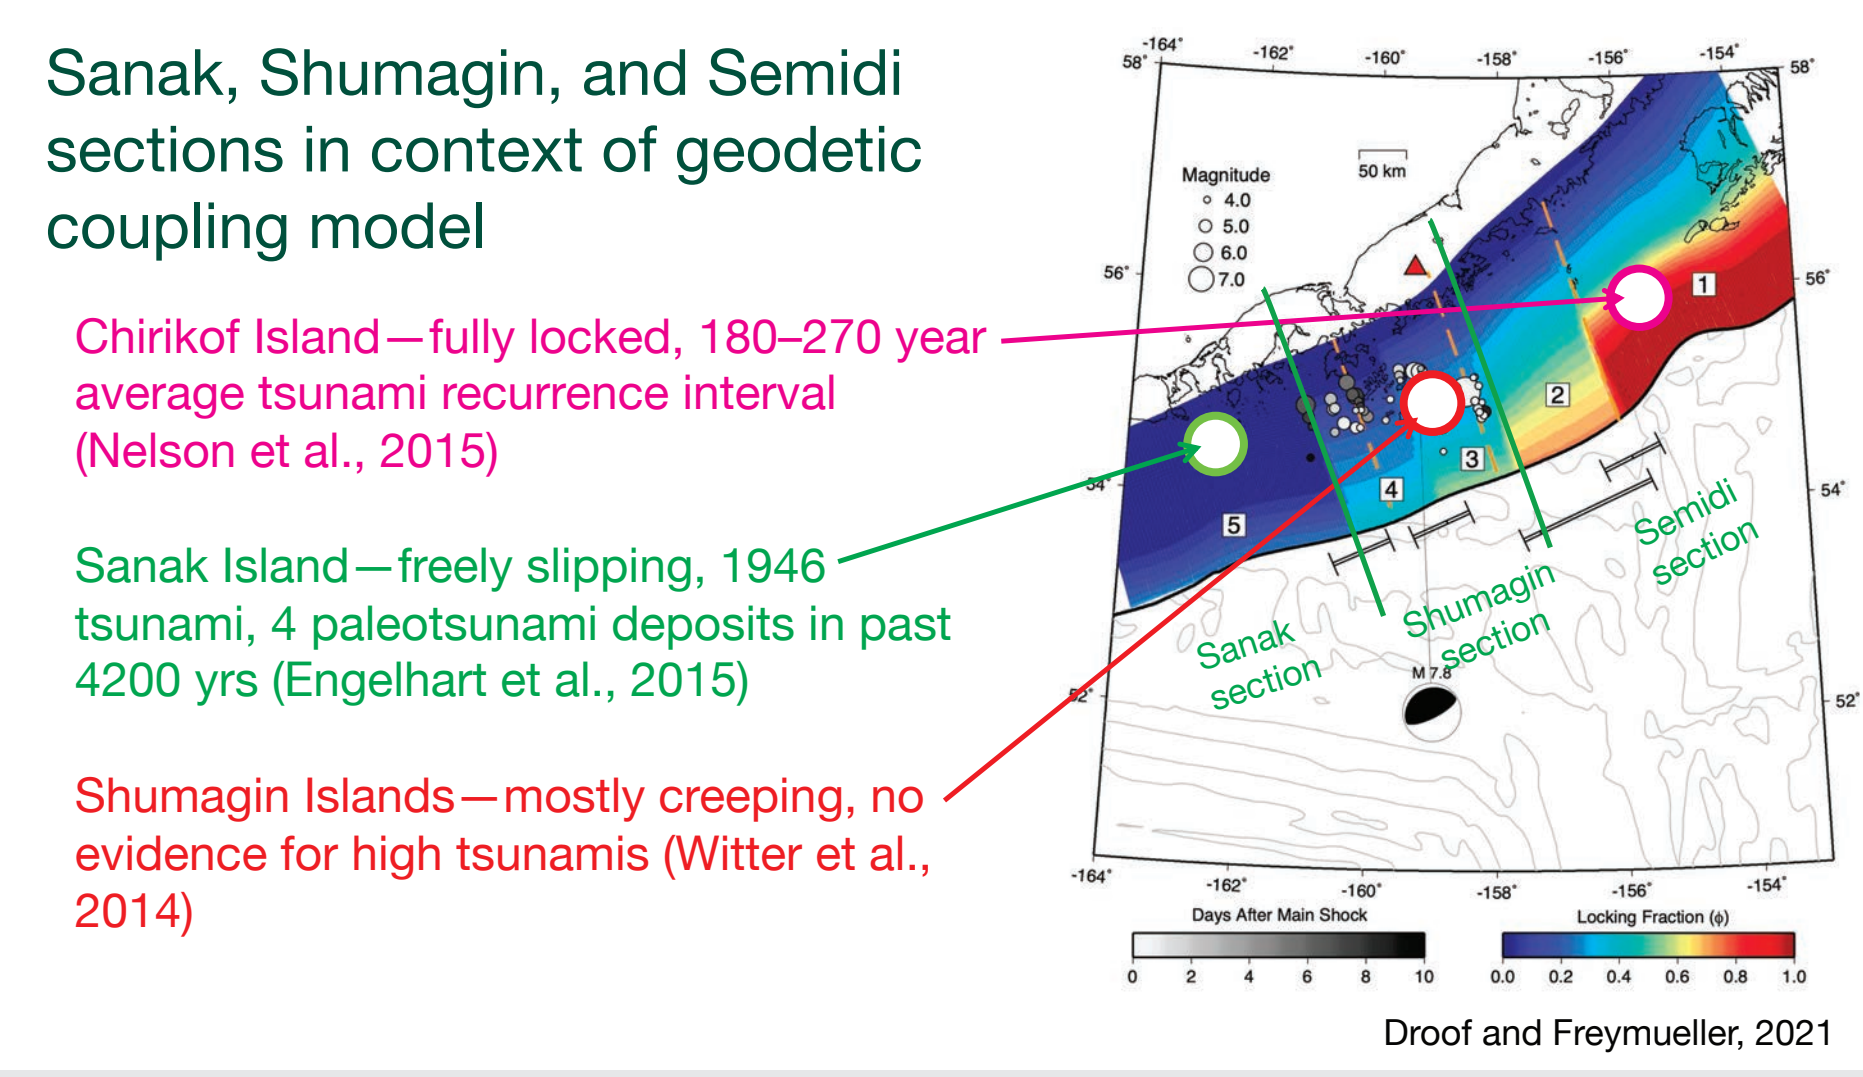 Sanak, Shumagin, and Semidi
sections in context of geodetic
coupling model
Chirikof Island—fully locked, 180–270 year
average tsunami recurrence interval
(Nelson et al., 2015)
Sanak Island—freely slipping, 1946
tsunami, 4 paleotsunami deposits in past
4200 yrs (Engelhart et al., 2015)
Shumagin Islands—mostly creeping, no
evidence for high tsunamis (Witter et al.,
2014)
-164˚ -162˚ -160˚ -158˚ -156˚ -154˚
58˚ 58˚
Magnitude
4.0
5.0
6.0
7.0
50 km
56˚ 56˚
1
2
3
4
5
54˚ 54˚
Sanak
section
Shumagin
section
Semidi
section
M 7.8
52˚ 52˚
-164˚ -162˚ -160˚ -158˚ -156˚ -154˚
Days After Main Shock
0 2 4 6 8 10
Locking Fraction (ϕ)
0.0 0.2 0.4 0.6 0.8 1.0
Droof and Freymueller, 2021